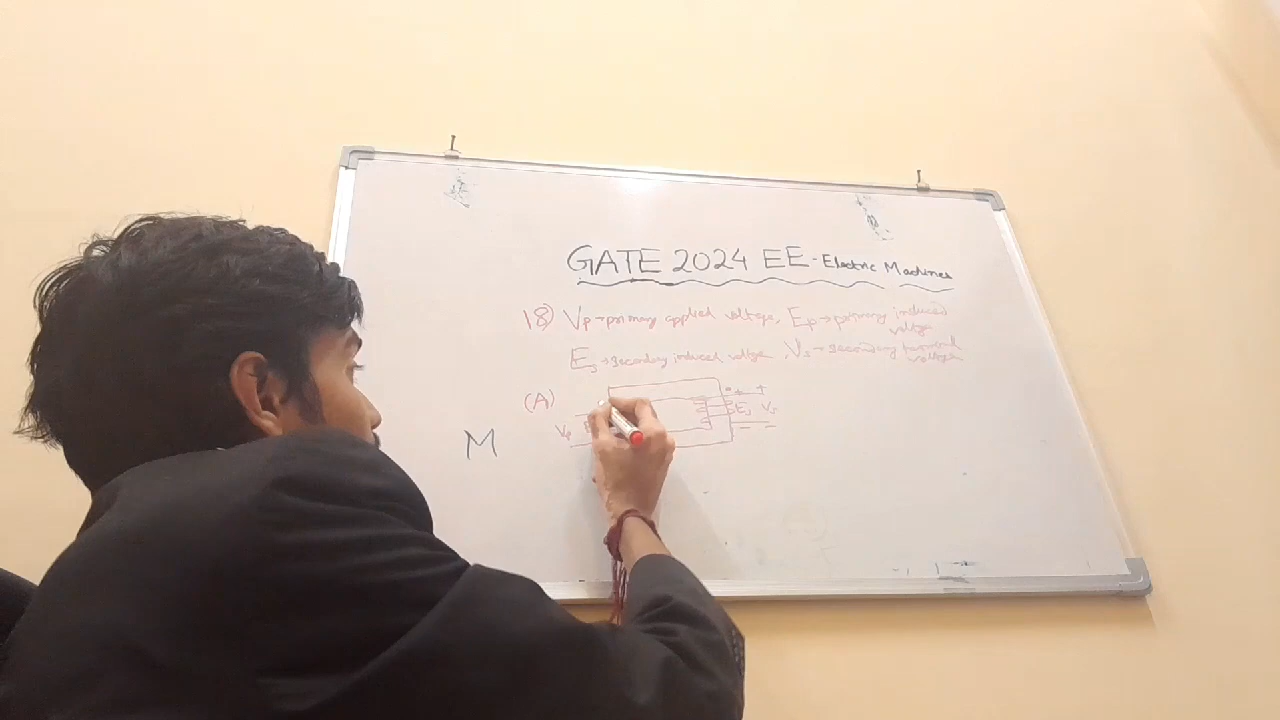 GATE 2024 EE - Electric Machines
18) Vp → primary applied voltage, Ep → primary induced voltage
Es → secondary induced voltage, Vs → secondary terminal voltage
(A)
+ +
Vp E Es Vs
- -
M